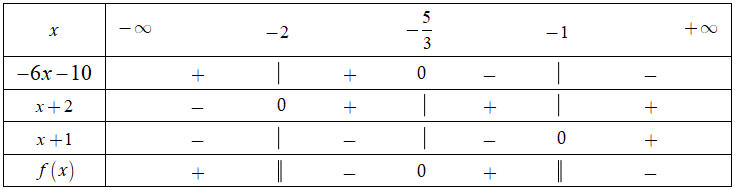 x −∞ −2 −5/3 −1 +∞
−6x−10 + | + 0 − | −
x+2 − 0 + | + | +
x+1 − | − | − 0 +
f(x) + || − 0 + || −